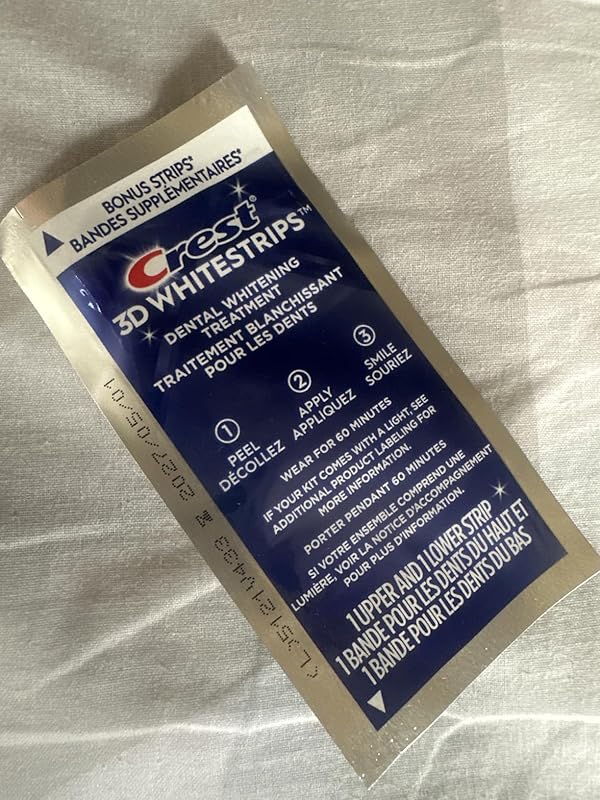 BONUS STRIPS*
BANDES SUPPLÉMENTAIRES*
Crest®
3D WHITESTRIPS™
DENTAL WHITENING
TREATMENT
TRAITEMENT BLANCHISSANT
POUR LES DENTS
1
PEEL
DÉCOLLEZ
2
APPLY
APPLIQUEZ
3
SMILE
SOURIEZ
WEAR FOR 60 MINUTES
IF YOUR KIT COMES WITH A LIGHT, SEE
ADDITIONAL PRODUCT LABELING FOR
MORE INFORMATION.
PORTER PENDANT 60 MINUTES
SI VOTRE ENSEMBLE COMPREND UNE
LUMIÈRE, VOIR LA NOTICE D'ACCOMPAGNEMENT
POUR PLUS D'INFORMATION.
1 UPPER AND 1 LOWER STRIP
1 BANDE POUR LES DENTS DU HAUT ET
1 BANDE POUR LES DENTS DU BAS
2027/05/01